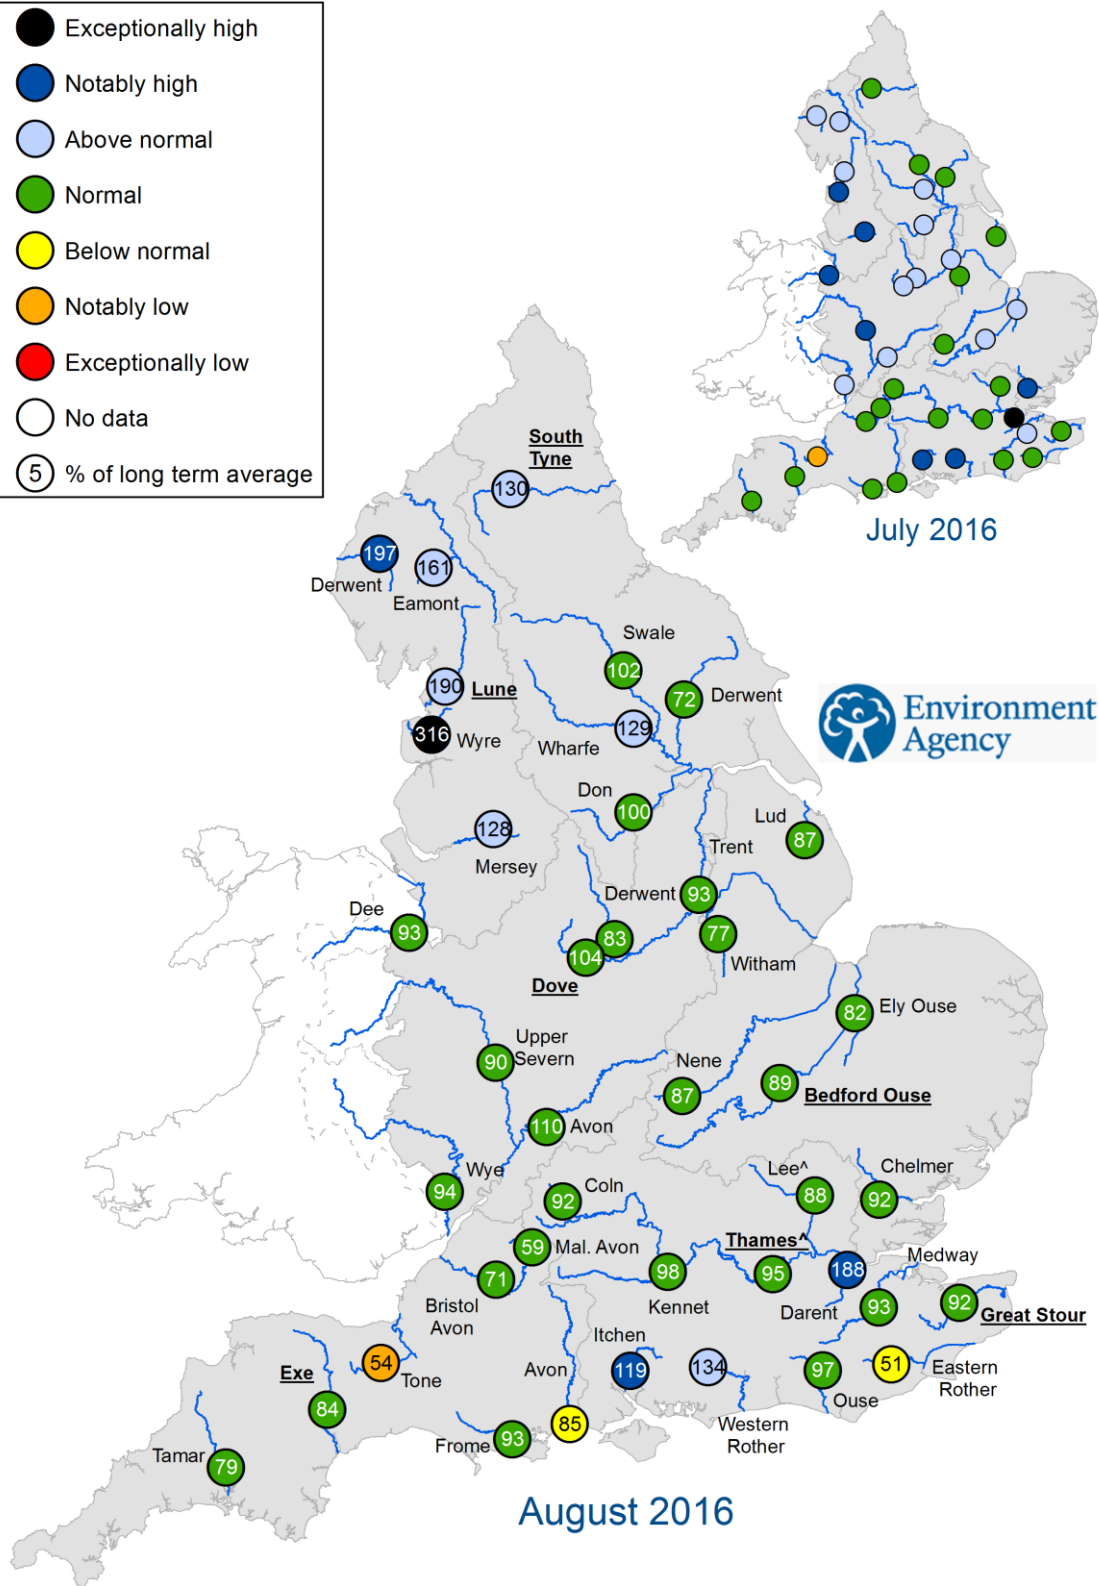 Exceptionally high
Notably high
Above normal
Normal
Below normal
Notably low
Exceptionally low
No data
5 % of long term average
July 2016
South
Tyne
130
197
161
Derwent
Eamont
Swale
102
190
Lune
72
Derwent
316
Wyre
Wharfe
129
Environment
Agency
Don
100
Lud
87
128
Mersey
Trent
Derwent
93
Dee
93
83
77
104
Witham
Dove
82
Ely Ouse
Upper
Severn
90
Nene
87
89
Bedford Ouse
110
Avon
Wye
94
Coln
92
Lee^
88
Chelmer
92
59
Mal. Avon
Thames^
71
98
95
188
Medway
Bristol
Avon
Kennet
Darent
93
92
Great Stour
Itchen
Exe
54
Tone
Avon
119
134
97
51
Eastern
Rother
Ouse
84
85
Western
Rother
Frome
93
Tamar
79
August 2016